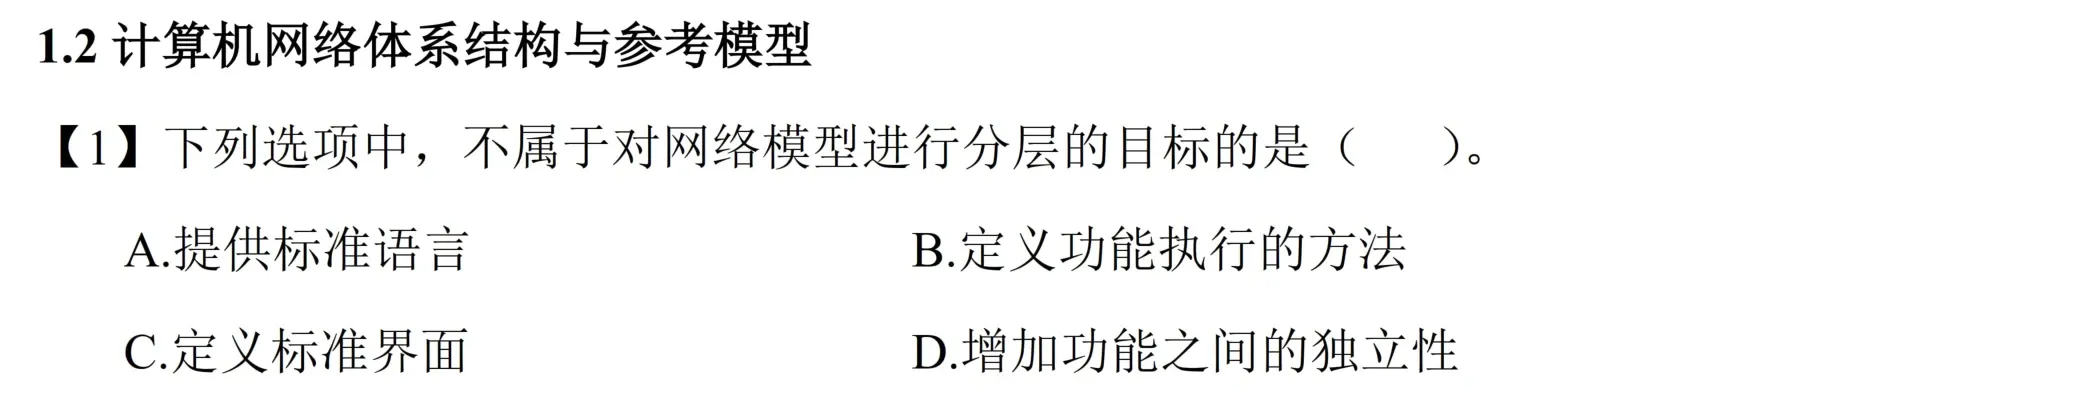 1.2 计算机网络体系结构与参考模型
【1】下列选项中，不属于对网络模型进行分层的目标的是（　　）。
A.提供标准语言　　B.定义功能执行的方法
C.定义标准界面　　D.增加功能之间的独立性